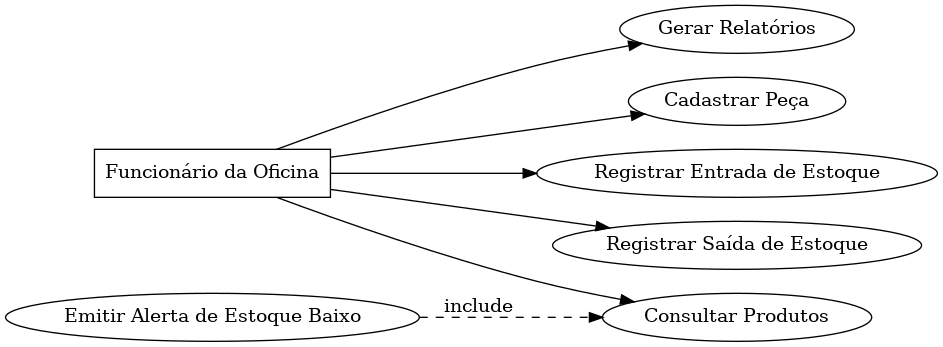 Gerar Relatórios
Cadastrar Peça
Funcionário da Oficina
Registrar Entrada de Estoque
Registrar Saída de Estoque
Emitir Alerta de Estoque Baixo
include
Consultar Produtos